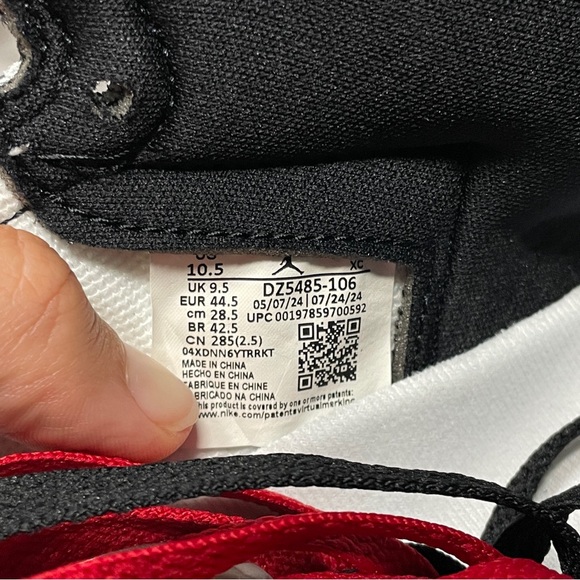 US
10.5 XC
UK 9.5 DZ5485-106
EUR 44.5 05/07/24 07/24/24
cm 28.5 UPC 00197859700592
BR 42.5
CN 285(2.5)
04XDNN6YTRRKT
MADE IN CHINA
HECHO EN CHINA
FABRIQUE EN CHINE
FABRICADO NA CHINA
This product is covered by one or more patents
www.nike.com/patentsvirtualmarking